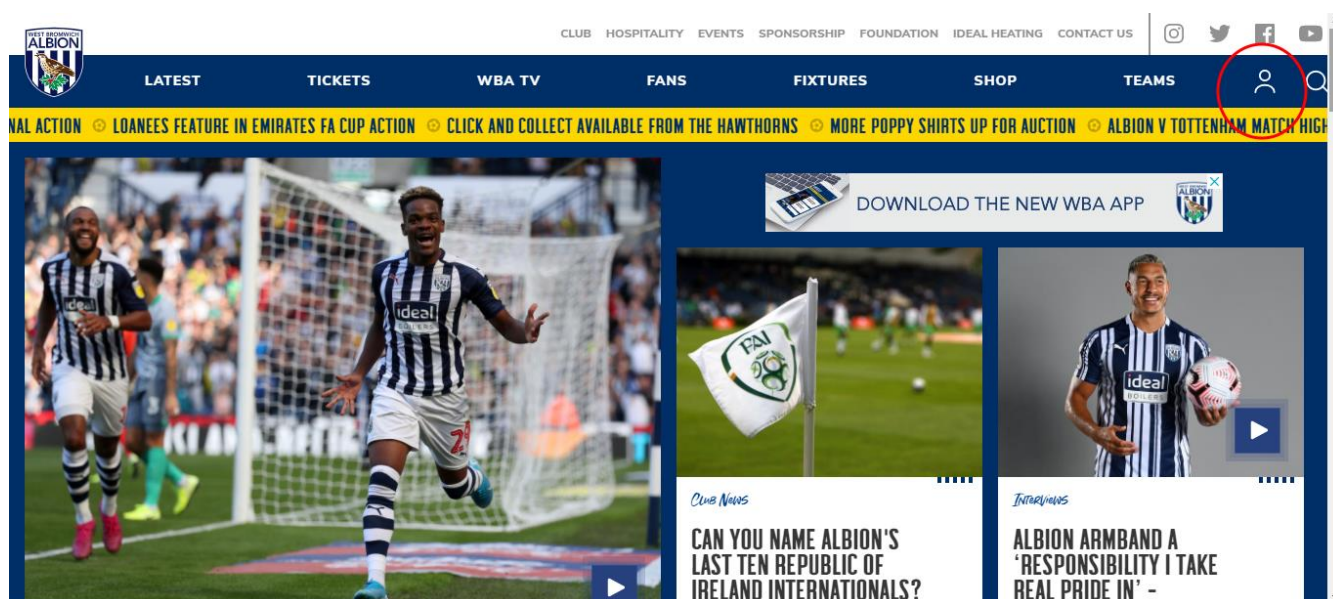 WEST BROMWICH
ALBION
CLUB HOSPITALITY EVENTS SPONSORSHIP FOUNDATION IDEAL HEATING CONTACT US
LATEST TICKETS WBA TV FANS FIXTURES SHOP TEAMS
NAL ACTION LOANEES FEATURE IN EMIRATES FA CUP ACTION CLICK AND COLLECT AVAILABLE FROM THE HAWTHORNS MORE POPPY SHIRTS UP FOR AUCTION ALBION V TOTTENHAM MATCH HIGH
DOWNLOAD THE NEW WBA APP
ALBION
ideal
ideal
BOILERS
29
FAI
ideal
BOILERS
Club News
CAN YOU NAME ALBION'S
LAST TEN REPUBLIC OF
IRELAND INTERNATIONALS?
Interviews
ALBION ARMBAND A
‘RESPONSIBILITY I TAKE
REAL PRIDE IN’ -